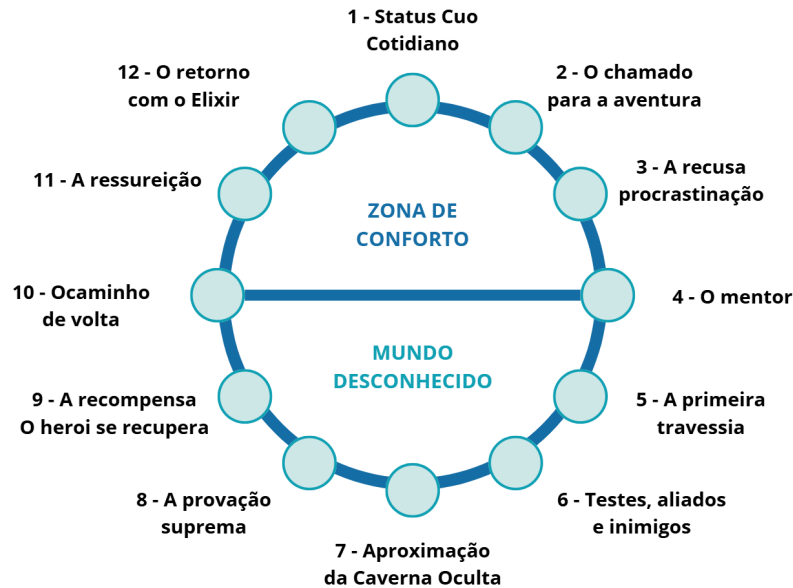 1 - Status Cuo
Cotidiano
2 - O chamado
para a aventura
3 - A recusa
procrastinação
4 - O mentor
5 - A primeira
travessia
6 - Testes, aliados
e inimigos
7 - Aproximação
da Caverna Oculta
8 - A provação
suprema
9 - A recompensa
O heroi se recupera
10 - Ocaminho
de volta
11 - A ressureição
12 - O retorno
com o Elixir
ZONA DE
CONFORTO
MUNDO
DESCONHECIDO